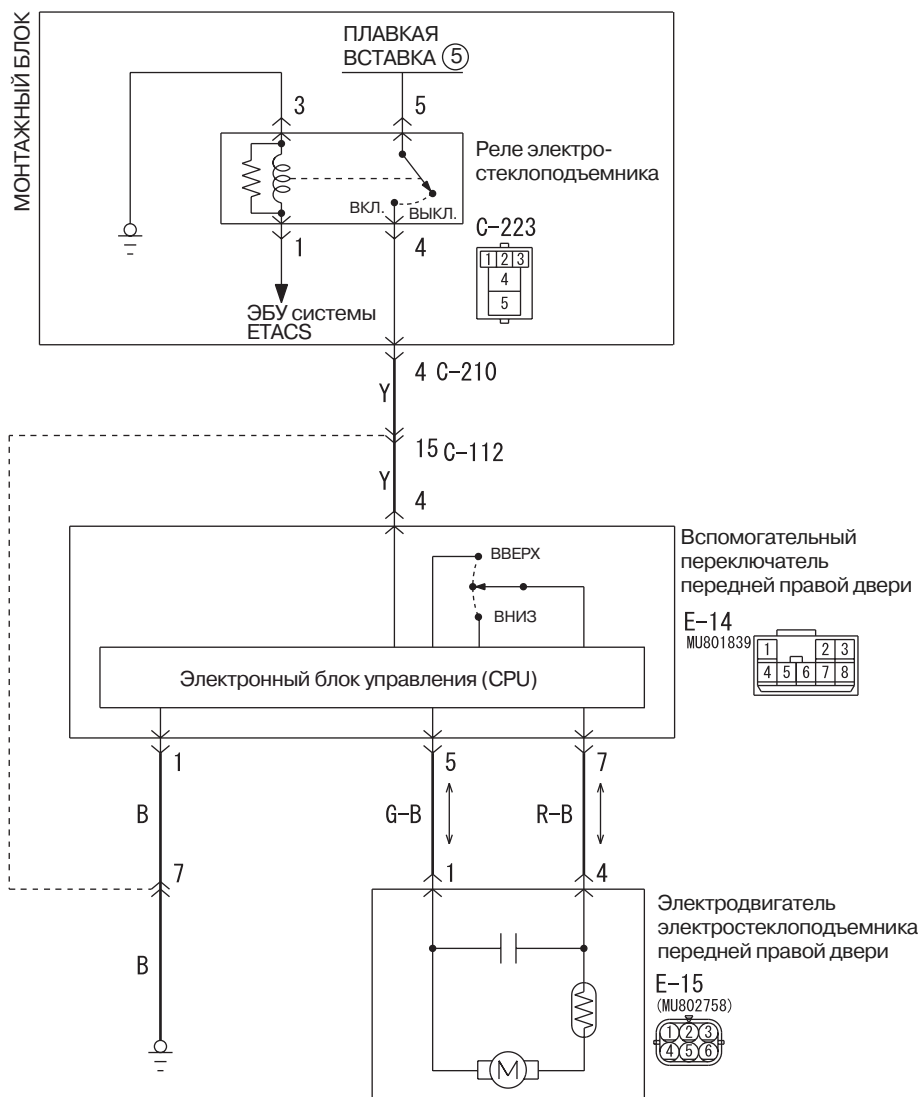 МОНТАЖНЫЙ БЛОК
ПЛАВКАЯ
ВСТАВКА 5
3
5
Реле электро-
стеклоподъемника
ВКЛ.
ВЫКЛ.
C-223
1 2 3
4
5
1
4
ЭБУ системы
ETACS
4 C-210
Y
15 C-112
Y
4
Вспомогательный
переключатель
передней правой двери
ВВЕРХ
ВНИЗ
E-14
MU801839
1 2 3
4 5 6 7 8
Электронный блок управления (CPU)
1
5
7
B
G-B
R-B
7
1
4
Электродвигатель
электростеклоподъемника
передней правой двери
B
E-15
(MU802758)
1 2 3
4 5 6
M